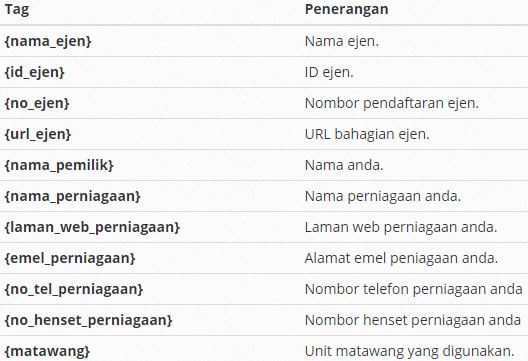 Tag Penerangan
{nama_ejen} Nama ejen.
{id_ejen} ID ejen.
{no_ejen} Nombor pendaftaran ejen.
{url_ejen} URL bahagian ejen.
{nama_pemilik} Nama anda.
{nama_perniagaan} Nama perniagaan anda.
{laman_web_perniagaan} Laman web perniagaan anda.
{emel_perniagaan} Alamat emel peniagaan anda.
{no_tel_perniagaan} Nombor telefon perniagaan anda
{no_henset_perniagaan} Nombor henset perniagaan anda
{matawang} Unit matawang yang digunakan.